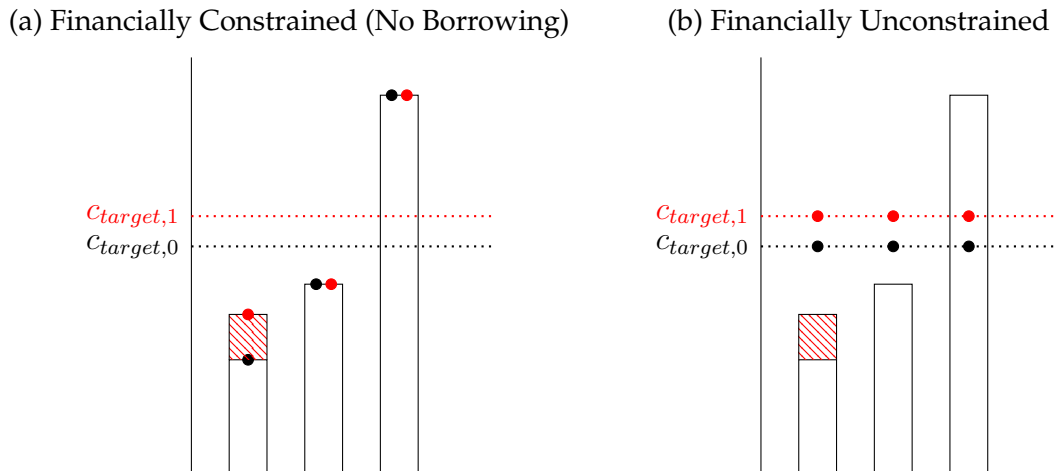 (a) Financially Constrained (No Borrowing)
(b) Financially Unconstrained
c_{target,1}
c_{target,0}
c_{target,1}
c_{target,0}